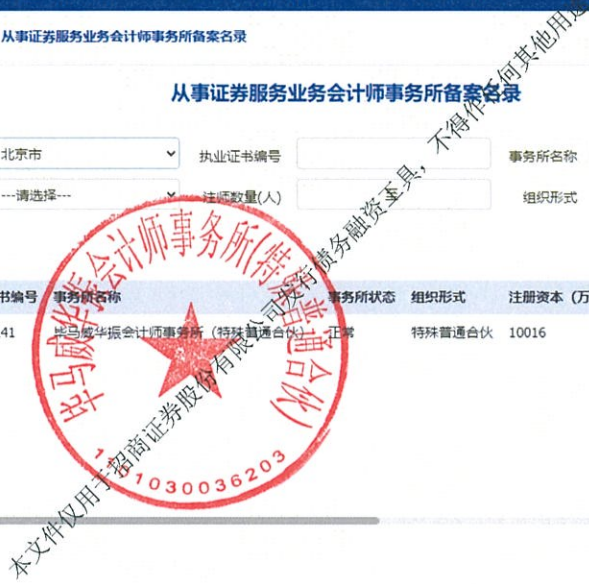 从事证券服务业务会计师事务所备案名录
从事证券服务业务会计师事务所备案名录
北京市
执业证书编号
事务所名称
---请选择---
注师数量(人)
至
组织形式
书编号 事务所名称 事务所状态 组织形式 注册资本 (万
41 毕马威华振会计师事务所（特殊普通合伙） 正常 特殊普通合伙 10016
毕马威华振会计师事务所(特殊普通合伙)
1101030036203
本文件仅用于招商证券股份有限公司发行债务融资工具，不得作任何其他用途